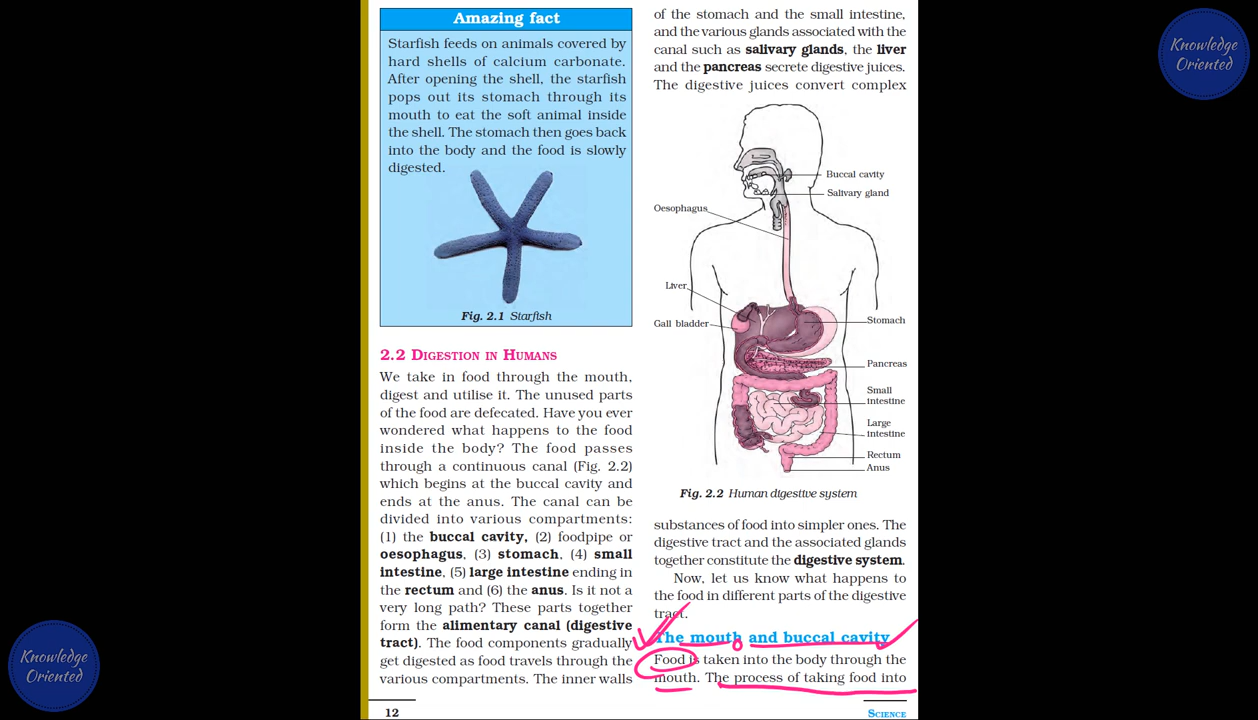 Amazing fact
Starfish feeds on animals covered by
hard shells of calcium carbonate.
After opening the shell, the starfish
pops out its stomach through its
mouth to eat the soft animal inside
the shell. The stomach then goes back
into the body and the food is slowly
digested.
Fig. 2.1 Starfish
2.2 DIGESTION IN HUMANS
We take in food through the mouth,
digest and utilise it. The unused parts
of the food are defecated. Have you ever
wondered what happens to the food
inside the body? The food passes
through a continuous canal (Fig. 2.2)
which begins at the buccal cavity and
ends at the anus. The canal can be
divided into various compartments:
(1) the buccal cavity, (2) foodpipe or
oesophagus, (3) stomach, (4) small
intestine, (5) large intestine ending in
the rectum and (6) the anus. Is it not a
very long path? These parts together
form the alimentary canal (digestive
tract). The food components gradually
get digested as food travels through the
various compartments. The inner walls
12
of the stomach and the small intestine,
and the various glands associated with the
canal such as salivary glands, the liver
and the pancreas secrete digestive juices.
The digestive juices convert complex
Buccal cavity
Salivary gland
Oesophagus
Liver
Gall bladder
Stomach
Pancreas
Small
intestine
Large
intestine
Rectum
Anus
Fig. 2.2 Human digestive system
substances of food into simpler ones. The
digestive tract and the associated glands
together constitute the digestive system.
Now, let us know what happens to
the food in different parts of the digestive
tract.
The mouth and buccal cavity
Food is taken into the body through the
mouth. The process of taking food into
SCIENCE
Knowledge
Oriented
Knowledge
Oriented